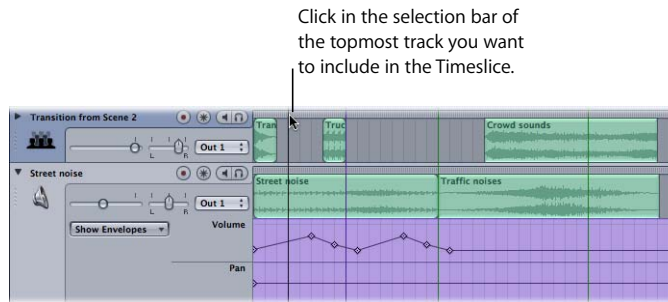 Click in the selection bar of
the topmost track you want
to include in the Timeslice.
Transition from Scene 2
Tran
Truc
Crowd sounds
L R
Out 1
Street noise
Street noise
Traffic noises
L R
Out 1
Show Envelopes
Volume
Pan